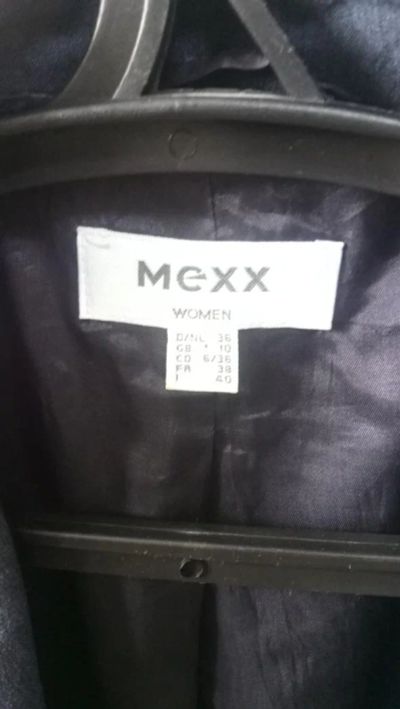 Mexx
WOMEN
D/NL 36
GB 10
CO 6/36
FR 38
I 40